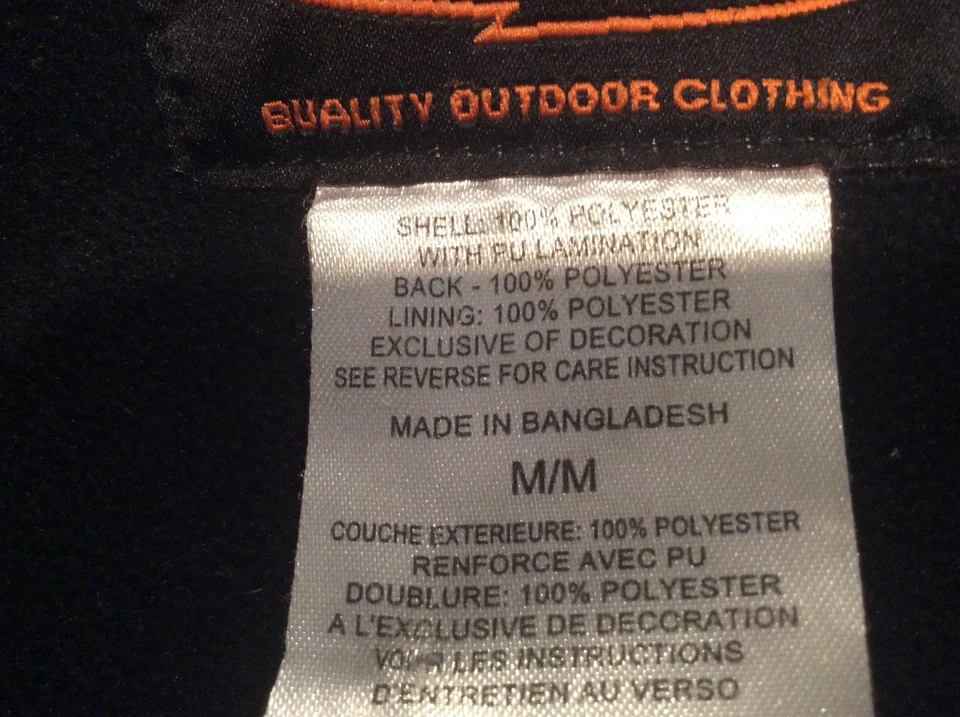 QUALITY OUTDOOR CLOTHING
SHELL: 100% POLYESTER
WITH PU LAMINATION
BACK - 100% POLYESTER
LINING: 100% POLYESTER
EXCLUSIVE OF DECORATION
SEE REVERSE FOR CARE INSTRUCTION
MADE IN BANGLADESH
M/M
COUCHE EXTERIEURE: 100% POLYESTER
RENFORCE AVEC PU
DOUBLURE: 100% POLYESTER
A L'EXCLUSIVE DE DECORATION
VOIR LES INSTRUCTIONS
D'ENTRETIEN AU VERSO